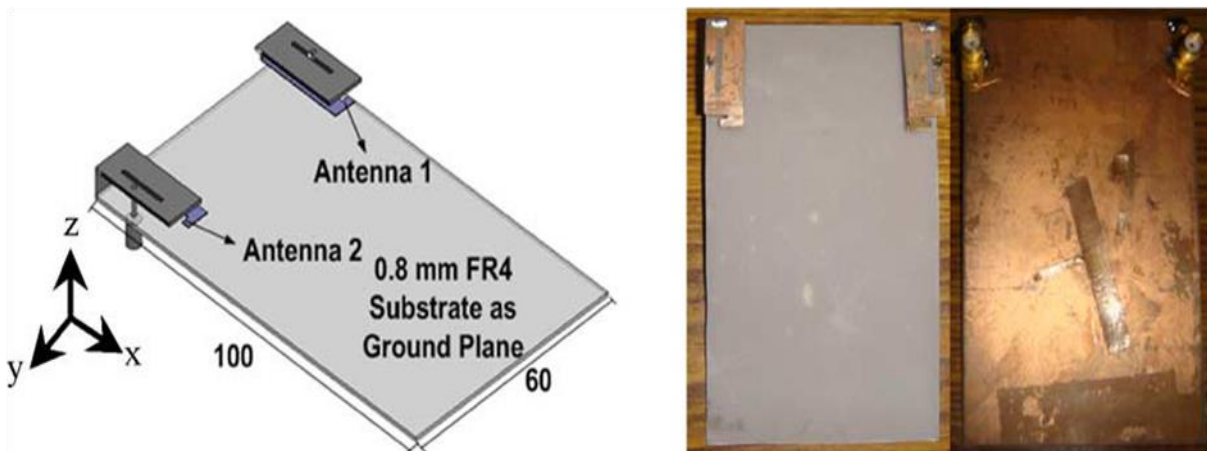 Antenna 1
Antenna 2
z
y
x
0.8 mm FR4
Substrate as
Ground Plane
100
60